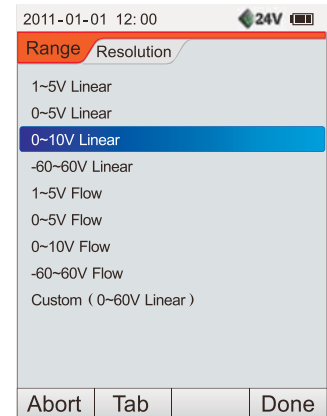 2011-01-01 12:00 24V
Range Resolution
1~5V Linear
0~5V Linear
0~10V Linear
-60~60V Linear
1~5V Flow
0~5V Flow
0~10V Flow
-60~60V Flow
Custom（0~60V Linear）
Abort Tab Done